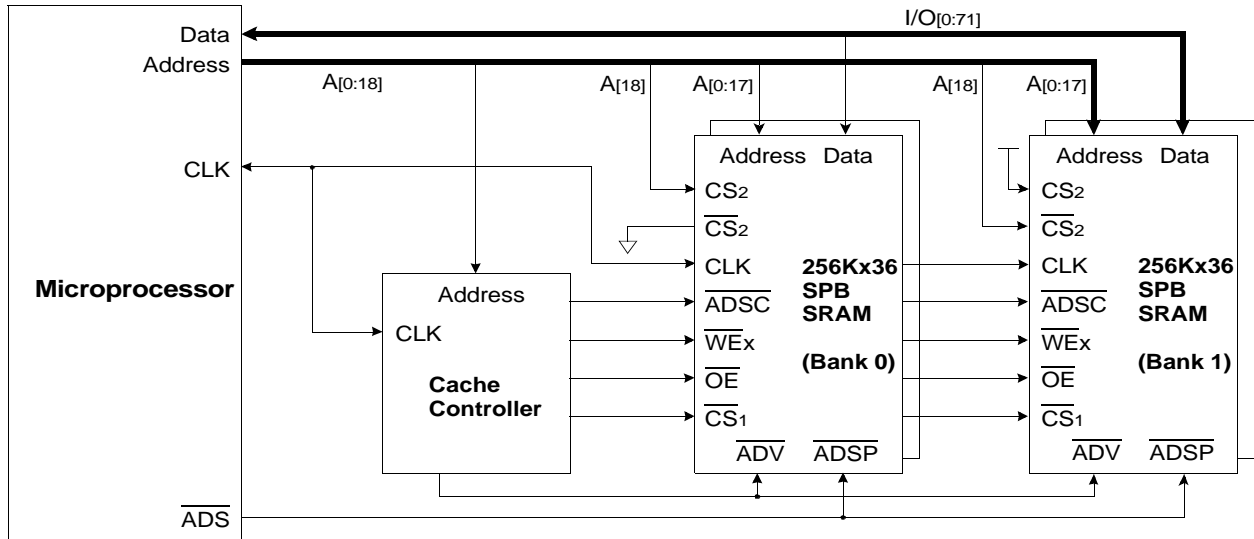 I/O[0:71]
Data
Address
A[0:18]
A[18]
A[0:17]
A[18]
A[0:17]
CLK
Microprocessor
ADS
Address
CLK
Cache
Controller
Address Data
CS2
CS2
CLK
ADSC
WEx
OE
CS1
ADV ADSP
256Kx36
SPB
SRAM
(Bank 0)
Address Data
CS2
CS2
CLK
ADSC
WEx
OE
CS1
ADV ADSP
256Kx36
SPB
SRAM
(Bank 1)